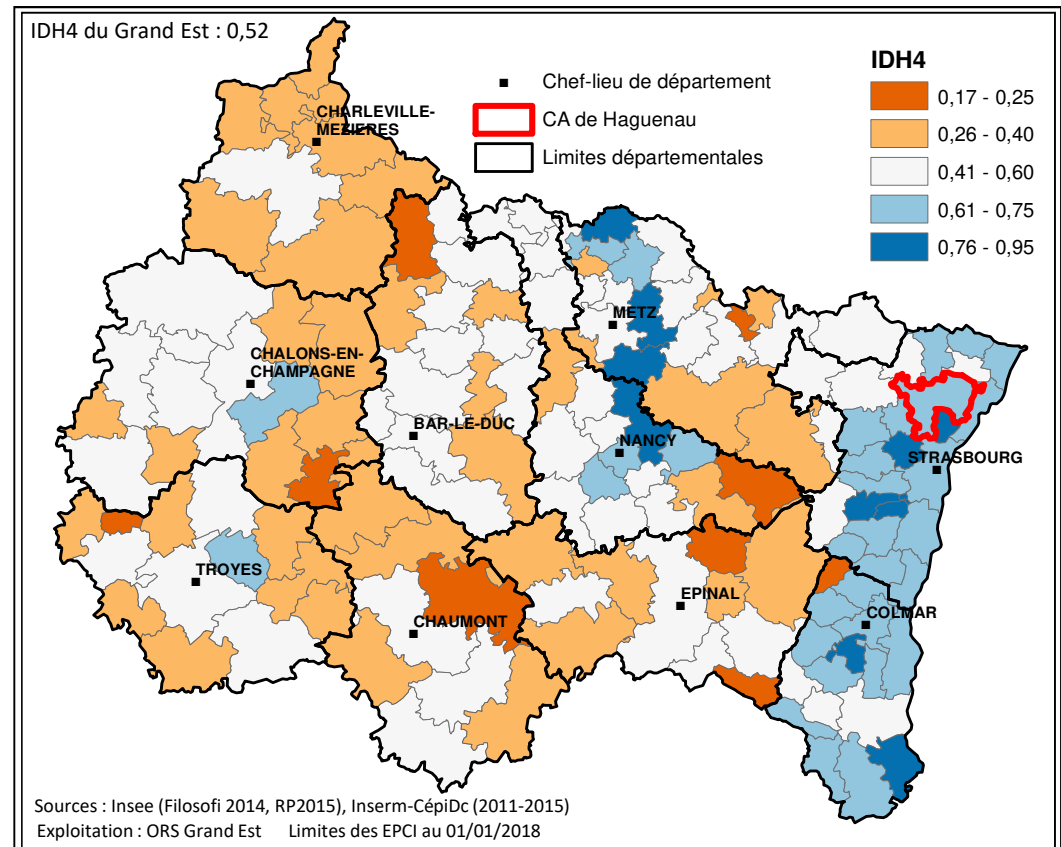 IDH4 du Grand Est : 0,52
IDH4
Chef-lieu de département
0,17 - 0,25
CA de Haguenau
0,26 - 0,40
Limites départementales
0,41 - 0,60
0,61 - 0,75
0,76 - 0,95
CHARLEVILLE-
MEZIERES
METZ
CHALONS-EN-
CHAMPAGNE
BAR-LE-DUC
NANCY
STRASBOURG
TROYES
EPINAL
COLMAR
CHAUMONT
Sources : Insee (Filosofi 2014, RP2015), Inserm-CépiDc (2011-2015)
Exploitation : ORS Grand Est Limites des EPCI au 01/01/2018